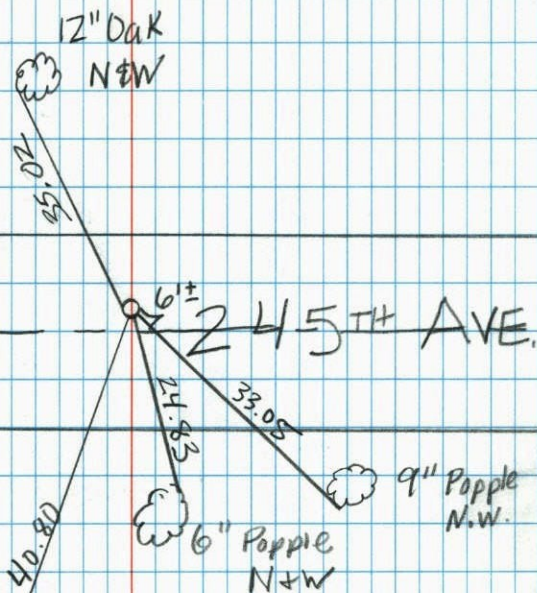 12" Oak
N&W
35.02
6'±
245TH AVE.
24.83
33.08
40.80
9" Popple
N.W.
6" Popple
N+W